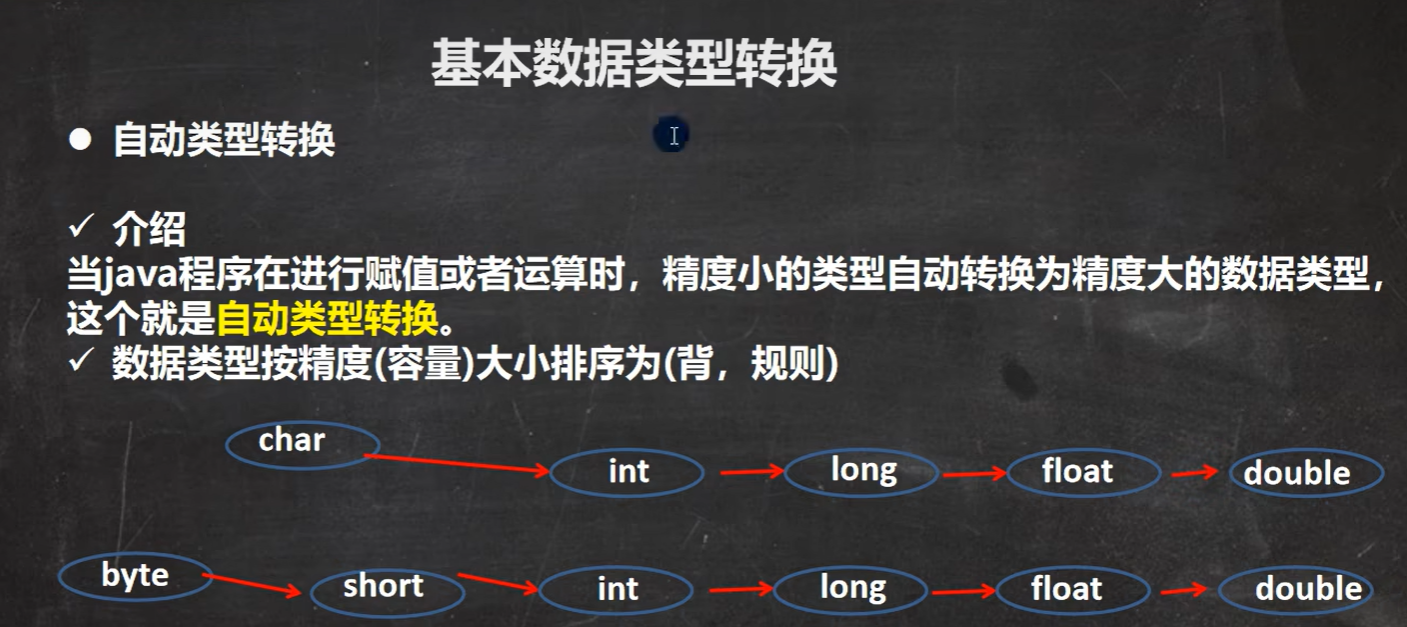 基本数据类型转换
● 自动类型转换
✓ 介绍
当java程序在进行赋值或者运算时，精度小的类型自动转换为精度大的数据类型，
这个就是自动类型转换。
✓ 数据类型按精度(容量)大小排序为(背，规则)
char int long float double
byte short int long float double